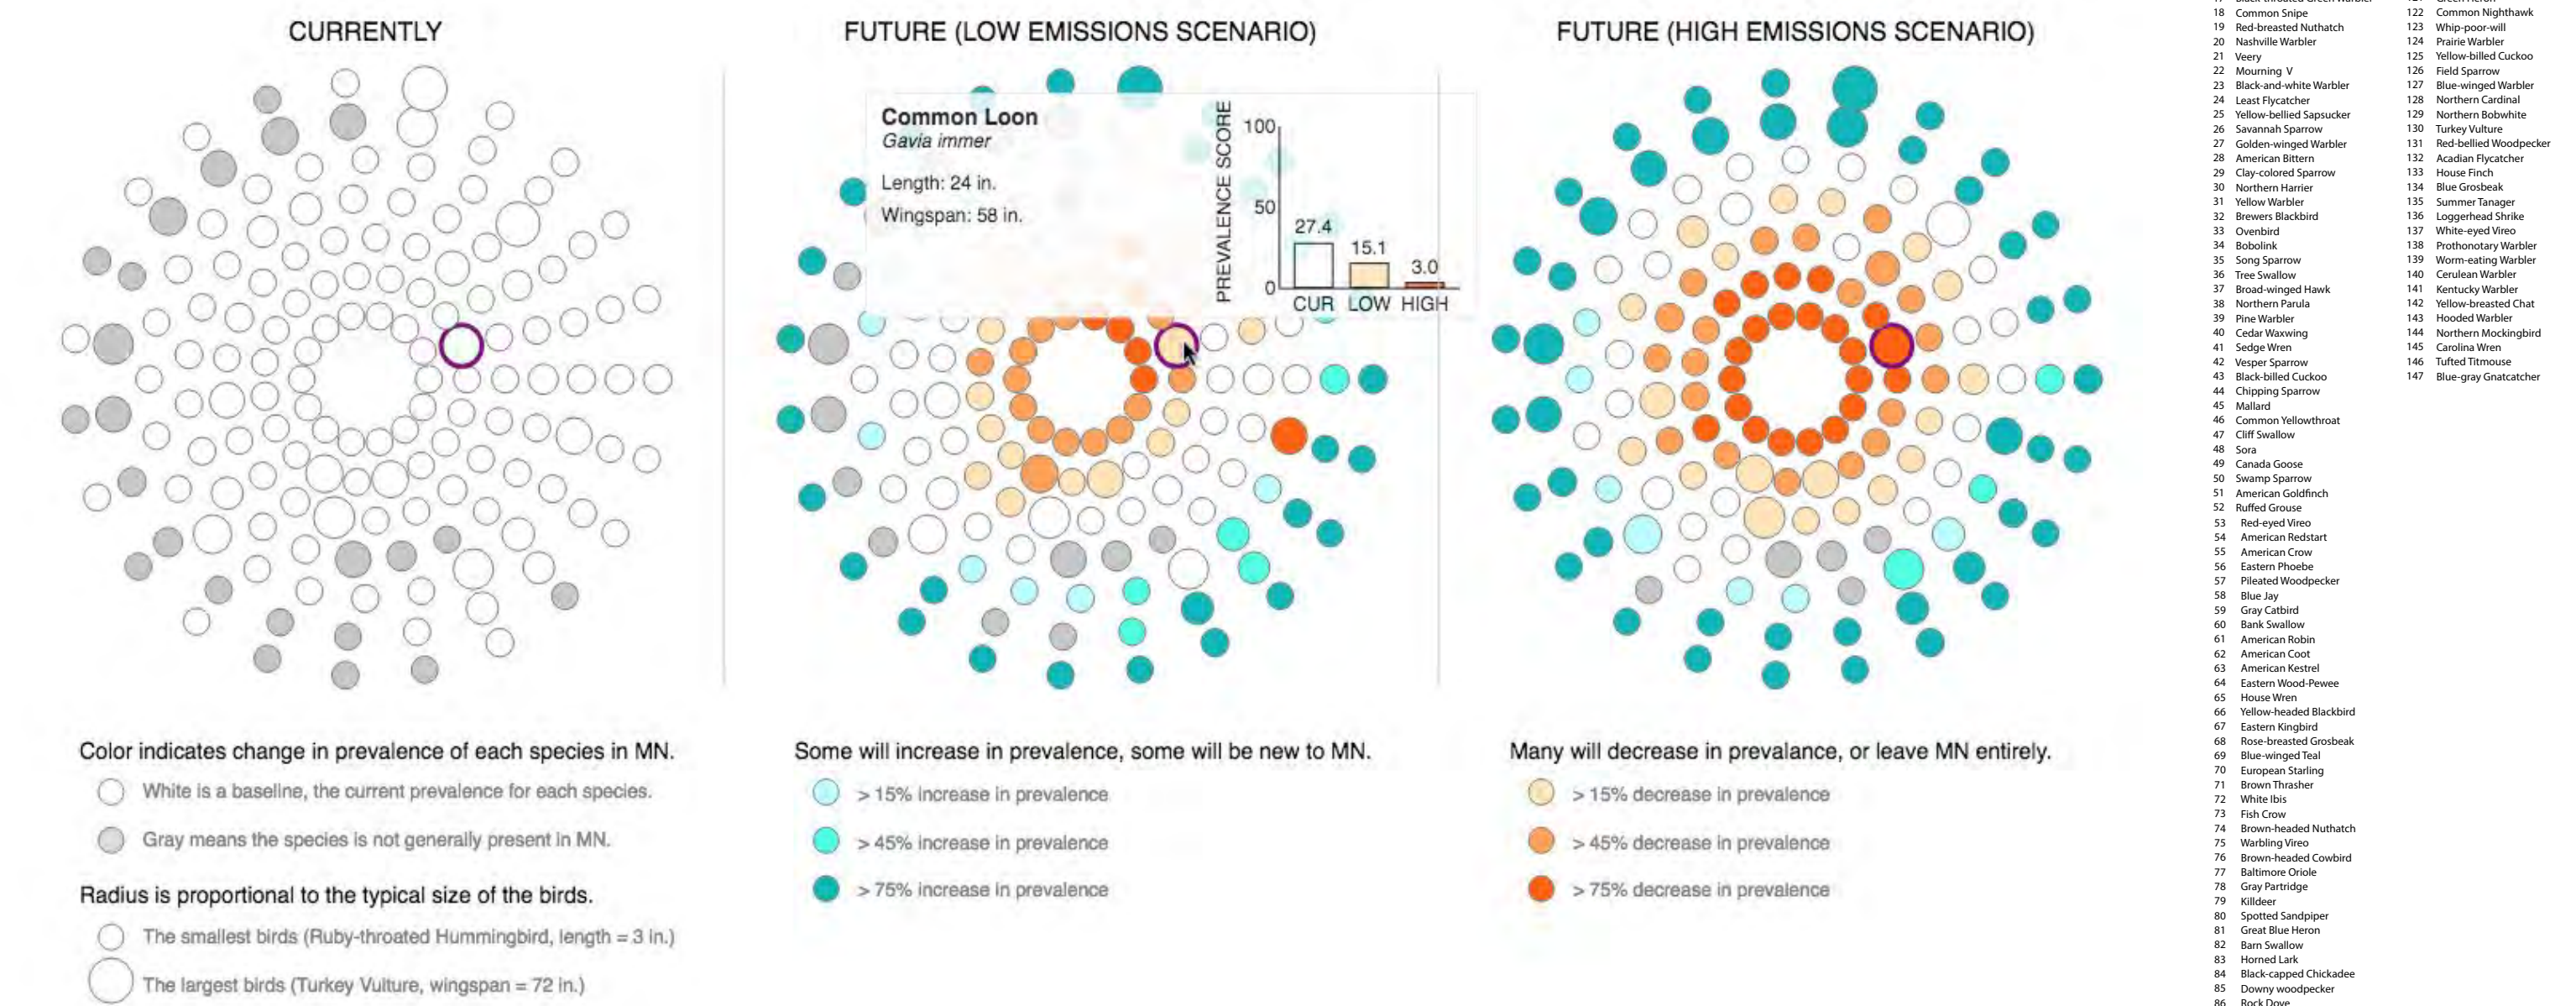 CURRENTLY
FUTURE (LOW EMISSIONS SCENARIO)
FUTURE (HIGH EMISSIONS SCENARIO)
Common Loon
Gavia immer
Length: 24 in.
Wingspan: 58 in.
PREVALENCE SCORE
100
50
0
27.4
15.1
3.0
CUR LOW HIGH
Color indicates change in prevalence of each species in MN.
White is a baseline, the current prevalence for each species.
Gray means the species is not generally present in MN.
Radius is proportional to the typical size of the birds.
The smallest birds (Ruby-throated Hummingbird, length = 3 in.)
The largest birds (Turkey Vulture, wingspan = 72 in.)
Some will increase in prevalence, some will be new to MN.
> 15% increase in prevalence
> 45% increase in prevalence
> 75% increase in prevalence
Many will decrease in prevalance, or leave MN entirely.
> 15% decrease in prevalence
> 45% decrease in prevalence
> 75% decrease in prevalence
18 Common Snipe
19 Red-breasted Nuthatch
20 Nashville Warbler
21 Veery
22 Mourning V
23 Black-and-white Warbler
24 Least Flycatcher
25 Yellow-bellied Sapsucker
26 Savannah Sparrow
27 Golden-winged Warbler
28 American Bittern
29 Clay-colored Sparrow
30 Northern Harrier
31 Yellow Warbler
32 Brewers Blackbird
33 Ovenbird
34 Bobolink
35 Song Sparrow
36 Tree Swallow
37 Broad-winged Hawk
38 Northern Parula
39 Pine Warbler
40 Cedar Waxwing
41 Sedge Wren
42 Vesper Sparrow
43 Black-billed Cuckoo
44 Chipping Sparrow
45 Mallard
46 Common Yellowthroat
47 Cliff Swallow
48 Sora
49 Canada Goose
50 Swamp Sparrow
51 American Goldfinch
52 Ruffed Grouse
53 Red-eyed Vireo
54 American Redstart
55 American Crow
56 Eastern Phoebe
57 Pileated Woodpecker
58 Blue Jay
59 Gray Catbird
60 Bank Swallow
61 American Robin
62 American Coot
63 American Kestrel
64 Eastern Wood-Pewee
65 House Wren
66 Yellow-headed Blackbird
67 Eastern Kingbird
68 Rose-breasted Grosbeak
69 Blue-winged Teal
70 European Starling
71 Brown Thrasher
72 White Ibis
73 Fish Crow
74 Brown-headed Nuthatch
75 Warbling Vireo
76 Brown-headed Cowbird
77 Baltimore Oriole
78 Gray Partridge
79 Killdeer
80 Spotted Sandpiper
81 Great Blue Heron
82 Barn Swallow
83 Horned Lark
84 Black-capped Chickadee
85 Downy woodpecker
86 Rock Dove
122 Common Nighthawk
123 Whip-poor-will
124 Prairie Warbler
125 Yellow-billed Cuckoo
126 Field Sparrow
127 Blue-winged Warbler
128 Northern Cardinal
129 Northern Bobwhite
130 Turkey Vulture
131 Red-bellied Woodpecker
132 Acadian Flycatcher
133 House Finch
134 Blue Grosbeak
135 Summer Tanager
136 Loggerhead Shrike
137 White-eyed Vireo
138 Prothonotary Warbler
139 Worm-eating Warbler
140 Cerulean Warbler
141 Kentucky Warbler
142 Yellow-breasted Chat
143 Hooded Warbler
144 Northern Mockingbird
145 Carolina Wren
146 Tufted Titmouse
147 Blue-gray Gnatcatcher